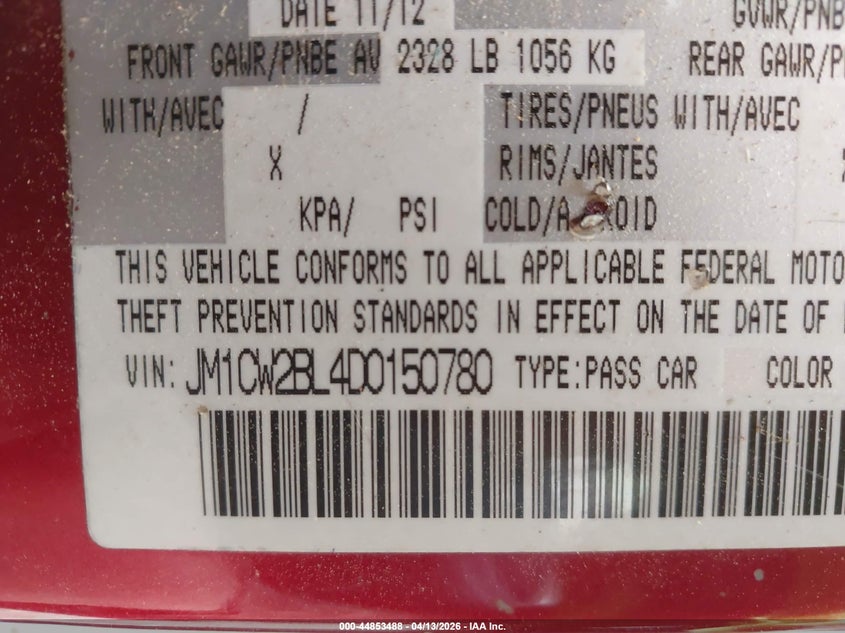 DATE 11/12 GVWR/PNB
FRONT GAWR/PNBE AV 2328 LB 1056 KG REAR GAWR/P
WITH/AVEC / TIRES/PNEUS WITH/AVEC
X RIMS/JANTES
KPA/ PSI COLD/A ROID
THIS VEHICLE CONFORMS TO ALL APPLICABLE FEDERAL MOTO
THEFT PREVENTION STANDARDS IN EFFECT ON THE DATE OF
VIN: JM1CW2BL4D0150780 TYPE:PASS CAR COLOR
000-44853488 - 04/13/2026 - IAA Inc.